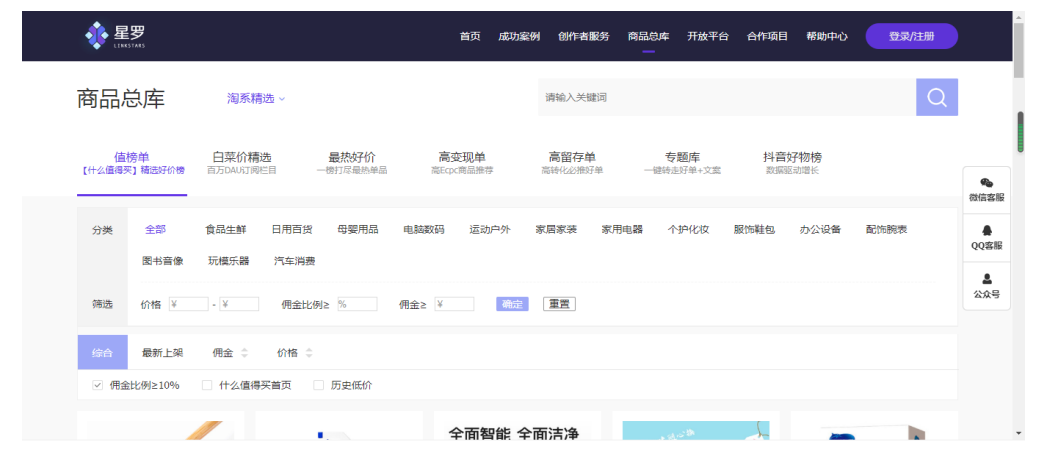 星罗
LINKSTARS
首页 成功案例 创作者服务 商品总库 开放平台 合作项目 帮助中心 登录/注册
商品总库 淘系精选 请输入关键词
值榜单 白菜价精选 最热好价 高变现单 高留存单 专题库 抖音好物榜
【什么值得买】精选好价榜 百万DAU订阅栏目 一榜打尽最热单品 高Ecpc商品推荐 高转化必推好单 一键转走好单+文案 数据驱动增长
微信客服
QQ客服
公众号
分类 全部 食品生鲜 日用百货 母婴用品 电脑数码 运动户外 家居家装 家用电器 个护化妆 服饰鞋包 办公设备 配饰腕表
图书音像 玩模乐器 汽车消费
筛选 价格 ¥ - ¥ 佣金比例≥ % 佣金≥ ¥ 确定 重置
综合 最新上架 佣金 价格
佣金比例≥10% 什么值得买首页 历史低价
全面智能 全面洁净